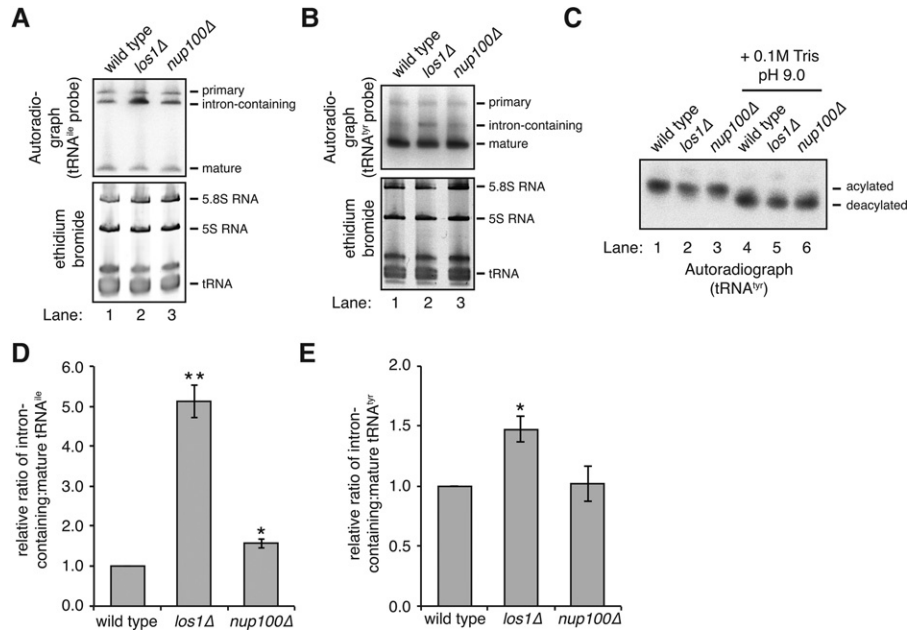 A
wild type
los1Δ
nup100Δ
Autoradio-
graph
(tRNAile probe)
primary
intron-containing
mature
ethidium
bromide
5.8S RNA
5S RNA
tRNA
Lane: 1 2 3
B
wild type
los1Δ
nup100Δ
Autoradio-
graph
(tRNAtyr probe)
primary
intron-containing
mature
ethidium
bromide
5.8S RNA
5S RNA
tRNA
Lane: 1 2 3
C
+ 0.1M Tris
pH 9.0
wild type
los1Δ
nup100Δ
wild type
los1Δ
nup100Δ
acylated
deacylated
Lane: 1 2 3 4 5 6
Autoradiograph
(tRNAtyr)
D
relative ratio of intron-
containing:mature tRNAile
6.0
5.0
4.0
3.0
2.0
1.0
0.0
**
*
wild type los1Δ nup100Δ
E
relative ratio of intron-
containing:mature tRNAtyr
2.0
1.5
1.0
0.5
0.0
*
wild type los1Δ nup100Δ